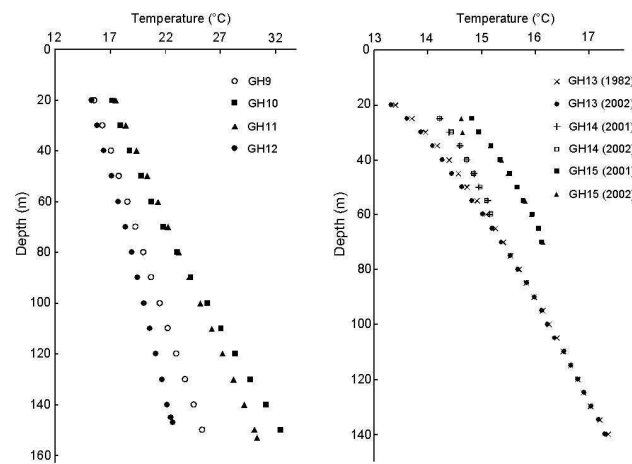 Temperature (°C)
12 17 22 27 32
20
40
60
80
100
120
140
160
Depth (m)
GH9
GH10
GH11
GH12
Temperature (°C)
13 14 15 16 17
0
20
40
60
80
100
120
140
Depth (m)
GH13 (1982)
GH13 (2002)
GH14 (2001)
GH14 (2002)
GH15 (2001)
GH15 (2002)